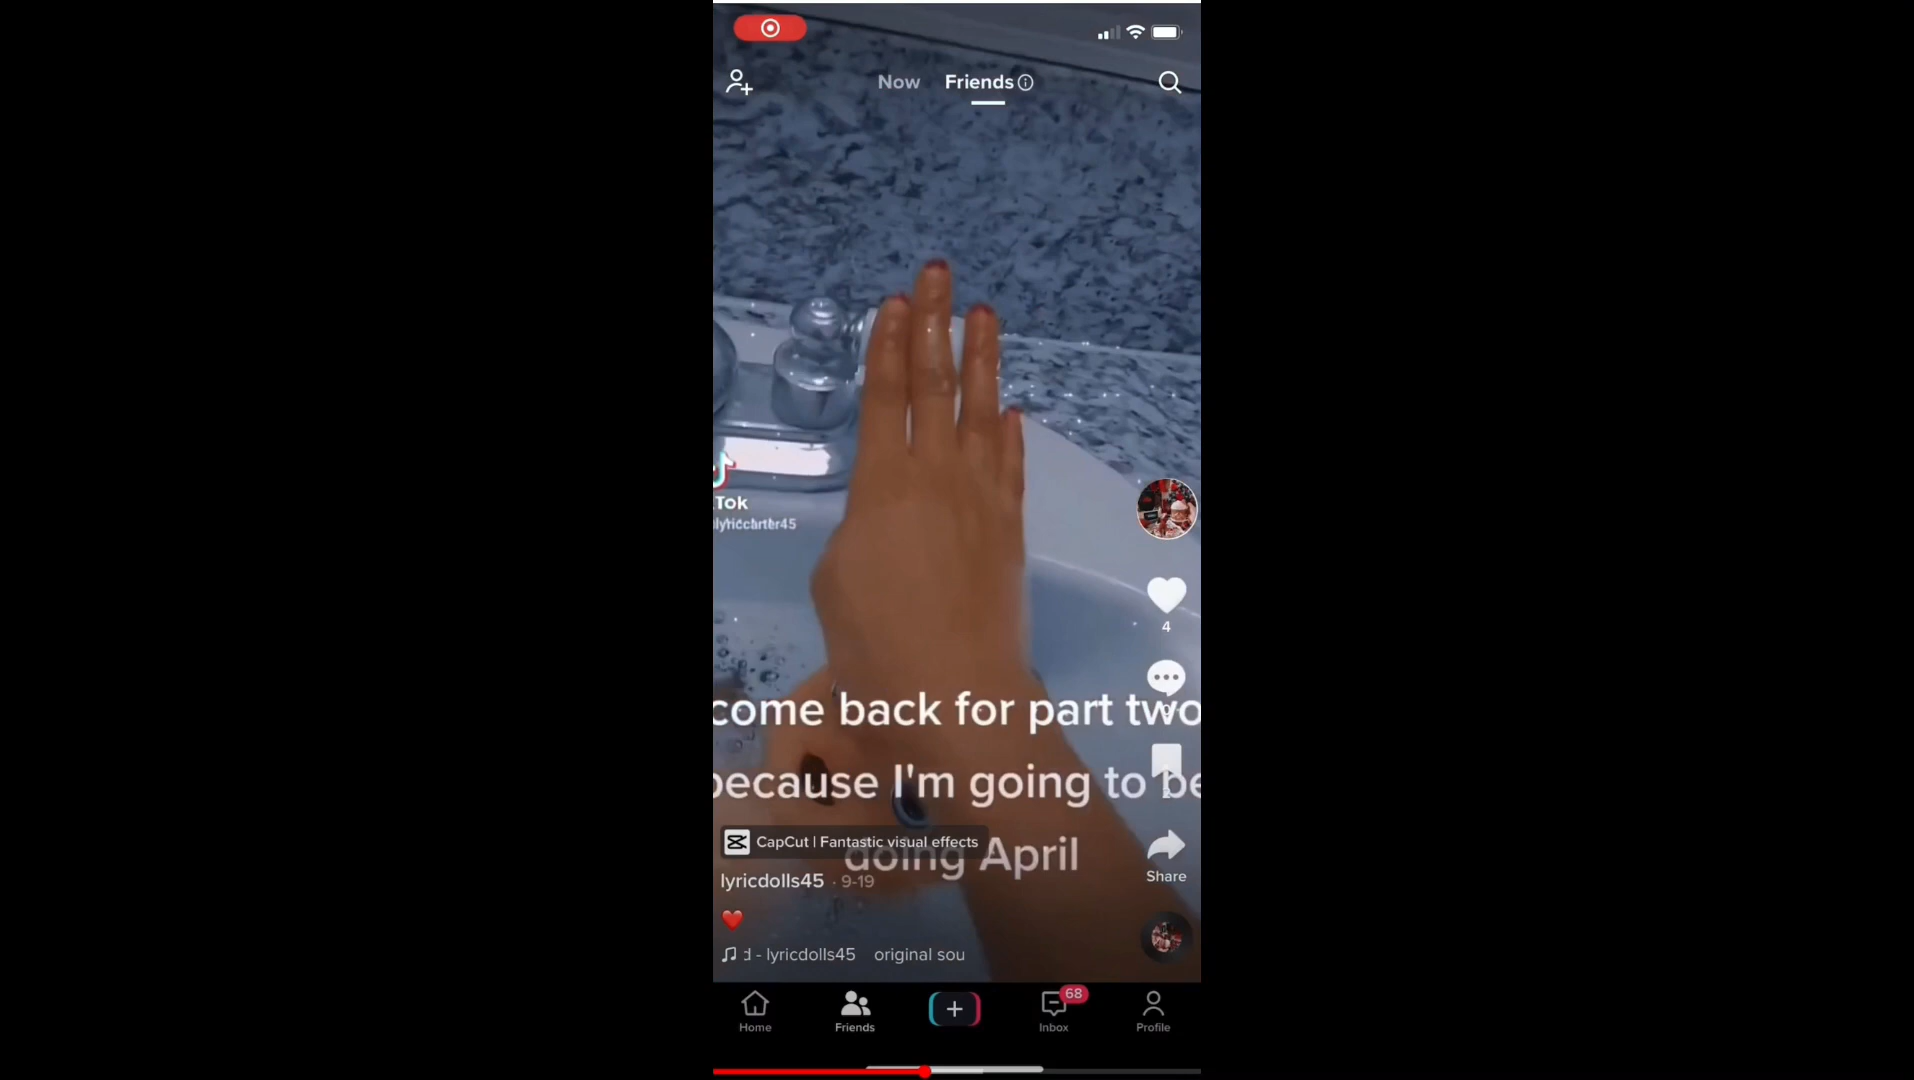 Now Friends
Tok
come back for part two
because I'm going to be
doing April
4
CapCut | Fantastic visual effects
lyricdolls45 · 9-19
- lyricdolls45 original sou
Share
68
Home Friends Inbox Profile